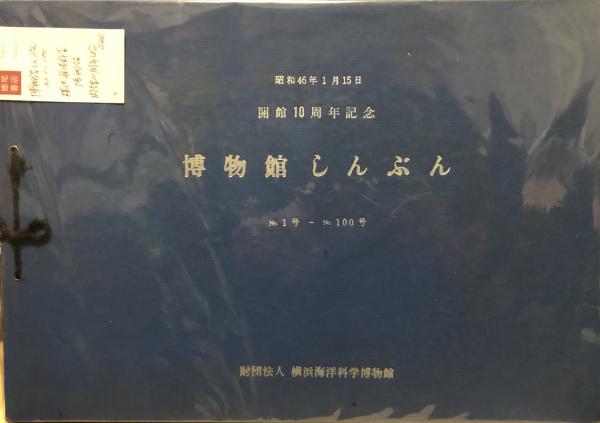 昭和46年1月15日
開館10周年記念
博物館しんぶん
№1号 - №100号
財団法人 横浜海洋科学博物館